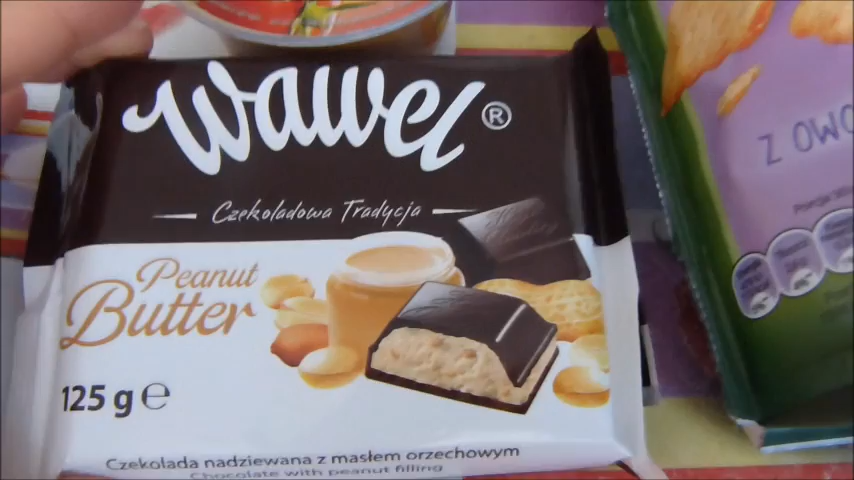 Wawel ®
Czekoladowa Tradycja
Peanut
Butter
125 g ℮
Czekolada nadziewana z masłem orzechowym
Chocolate with peanut filling
Z OWO